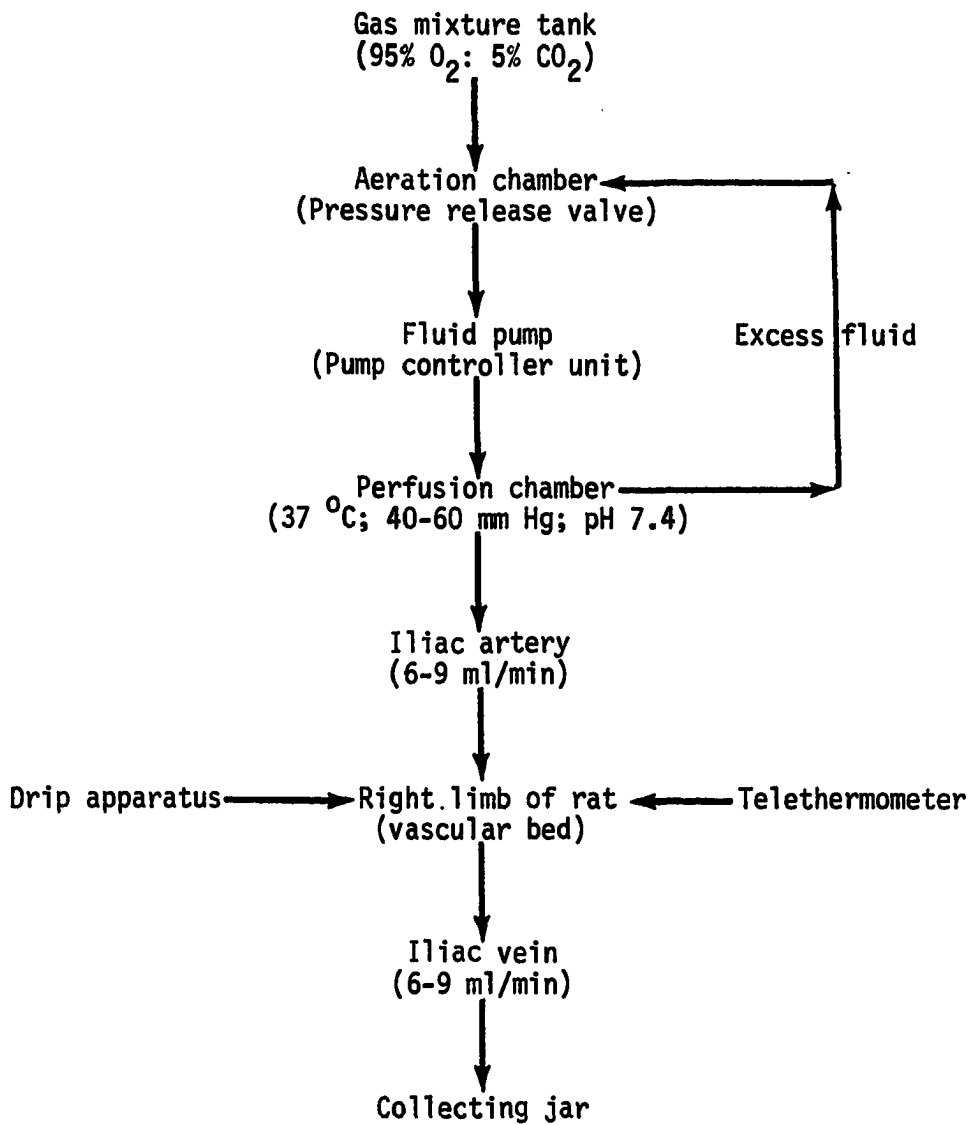 Gas mixture tank
(95% O2: 5% CO2)
Aeration chamber
(Pressure release valve)
Fluid pump
(Pump controller unit)
Excess fluid
Perfusion chamber
(37 °C; 40-60 mm Hg; pH 7.4)
Iliac artery
(6-9 ml/min)
Drip apparatus
Right limb of rat
(vascular bed)
Telethermometer
Iliac vein
(6-9 ml/min)
Collecting jar